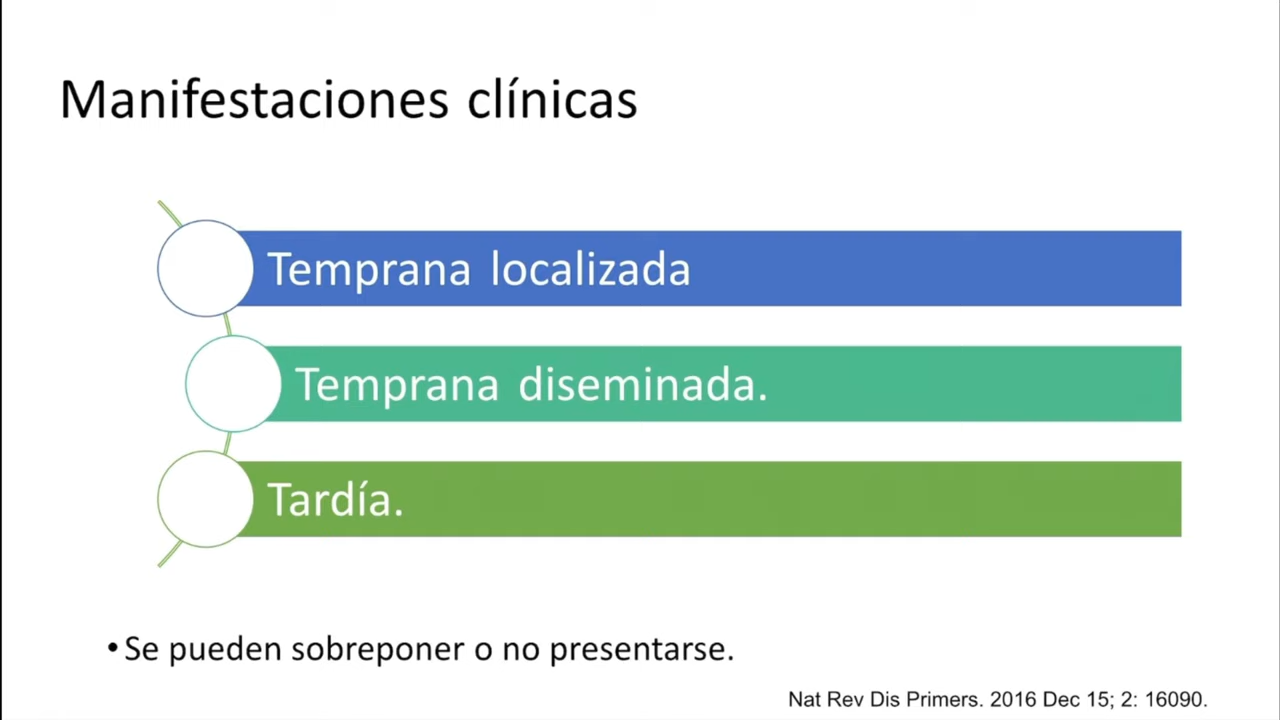 Manifestaciones clínicas
Temprana localizada
Temprana diseminada.
Tardía.
•Se pueden sobreponer o no presentarse.
Nat Rev Dis Primers. 2016 Dec 15; 2: 16090.